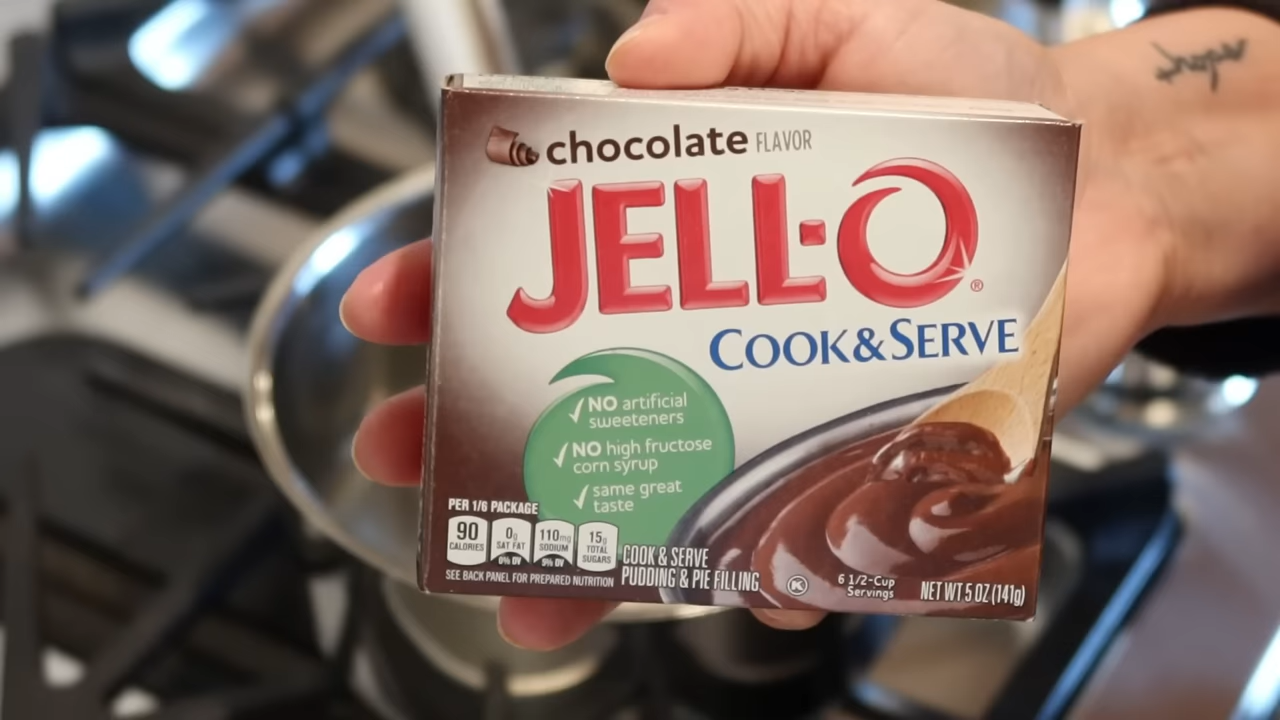 chocolate FLAVOR
JELL-O®
COOK & SERVE
✓ NO artificial
sweeteners
✓ NO high fructose
corn syrup
✓ same great
taste
PER 1/6 PACKAGE
90
CALORIES
0g
SAT FAT
0% DV
110mg
SODIUM
5% DV
15g
TOTAL
SUGARS
SEE BACK PANEL FOR PREPARED NUTRITION
COOK & SERVE
PUDDING & PIE FILLING
K
6 1/2-Cup
Servings
NET WT 5 OZ (141g)